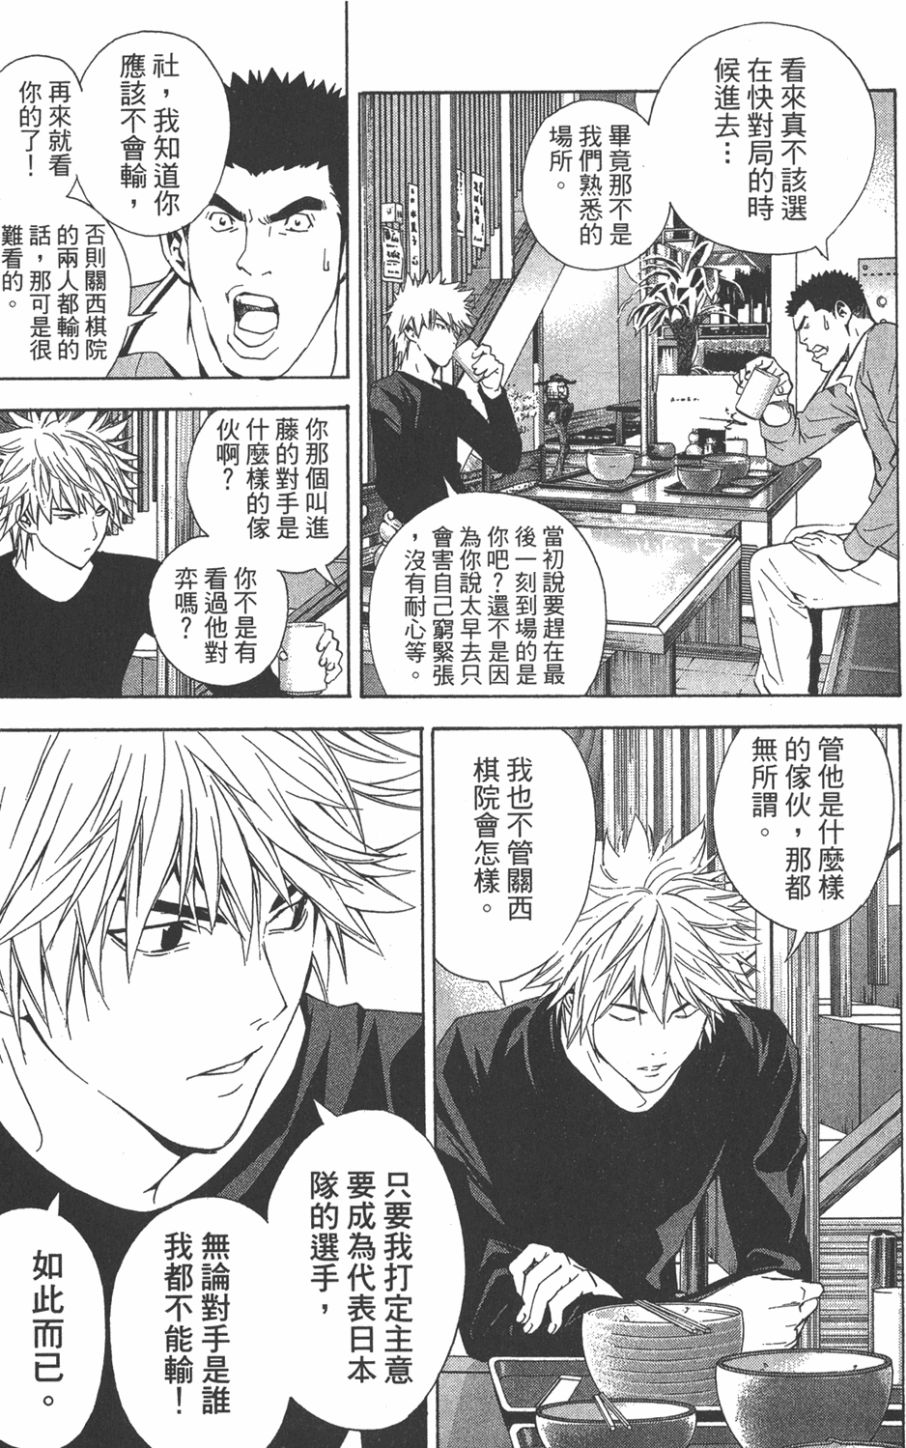 看來真不該選
在快對局的時
候進去…
畢竟那不是
我們熟悉的
場所。
當初說要趕在最
後一刻到場的是
你吧？還不是因
為你說太早去只
會害自己窮緊張
，沒有耐心等。
社，我知道你
應該不會輸，
再來就看
你的了！
否則關西棋院
的兩人都輸的
話，那可是很
難看的。
你那個叫進
藤的對手是
什麼樣的傢
伙啊？
你不是有
看過他對
弈嗎？
管他是什麼樣
的傢伙，那都
無所謂。
我也不管關西
棋院會怎樣。
只要我打定主意
要成為代表日本
隊的選手，
無論對手是誰
我都不能輸！
如此而已。